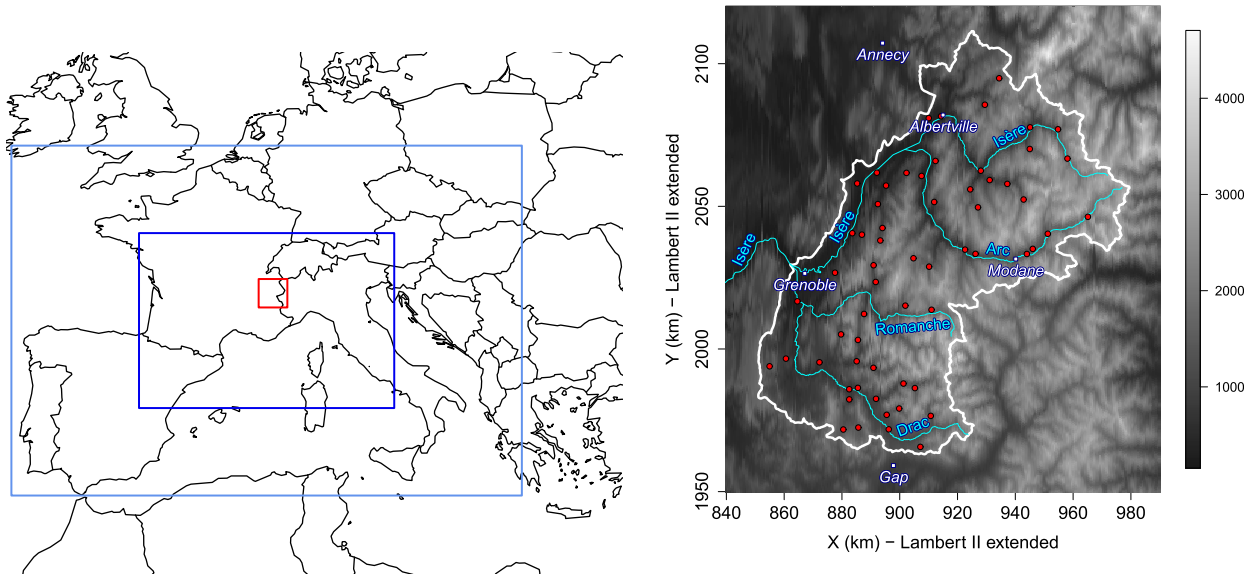 Annecy
Albertville
Isère
Isère
Isère
Arc
Modane
Grenoble
Romanche
Drac
Gap
2100
2050
2000
1950
Y (km) − Lambert II extended
840
860
880
900
920
940
960
980
X (km) − Lambert II extended
4000
3000
2000
1000